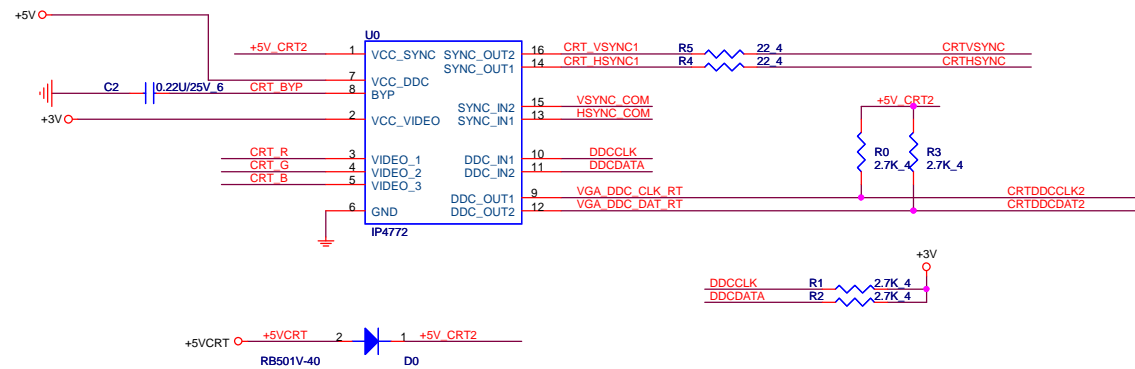 +5V
U0
+5V_CRT2 1 VCC_SYNC SYNC_OUT2 16 CRT_VSYNC1 R5 22_4 CRTVSYNC
SYNC_OUT1 14 CRT_HSYNC1 R4 22_4 CRTHSYNC
7 VCC_DDC
C2 0.22U/25V_6 CRT_BYP 8 BYP
SYNC_IN2 15 VSYNC_COM
+5V_CRT2
+3V 2 VCC_VIDEO SYNC_IN1 13 HSYNC_COM
R0 R3
2.7K_4 2.7K_4
CRT_R 3 VIDEO_1 DDC_IN1 10 DDCCLK
CRT_G 4 VIDEO_2 DDC_IN2 11 DDCDATA
CRT_B 5 VIDEO_3
DDC_OUT1 9 VGA_DDC_CLK_RT CRTDDCCLK2
6 GND DDC_OUT2 12 VGA_DDC_DAT_RT CRTDDCDAT2
IP4772
+3V
DDCCLK R1 2.7K_4
DDCDATA R2 2.7K_4
+5VCRT +5VCRT 2 1 +5V_CRT2
RB501V-40 D0